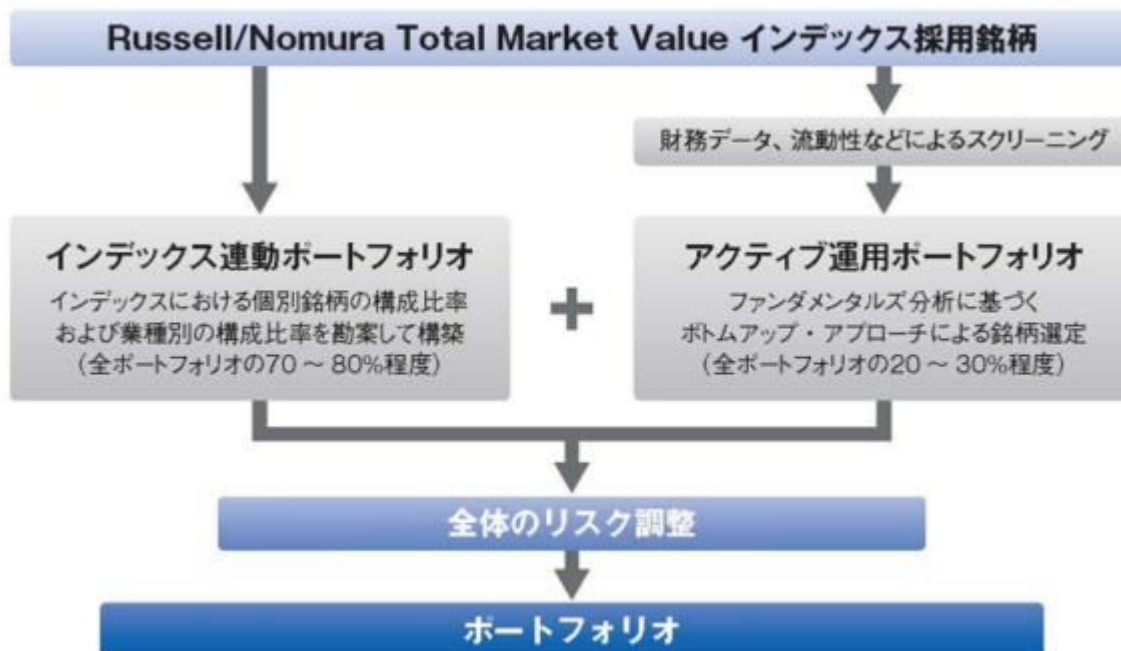 Russell/Nomura Total Market Value インデックス採用銘柄
財務データ、流動性などによるスクリーニング
インデックス連動ポートフォリオ
インデックスにおける個別銘柄の構成比率
および業種別の構成比率を勘案して構築
(全ポートフォリオの70 ~ 80%程度)
+
アクティブ運用ポートフォリオ
ファンダメンタルズ分析に基づく
ボトムアップ・アプローチによる銘柄選定
(全ポートフォリオの20 ~ 30%程度)
全体のリスク調整
ポートフォリオ